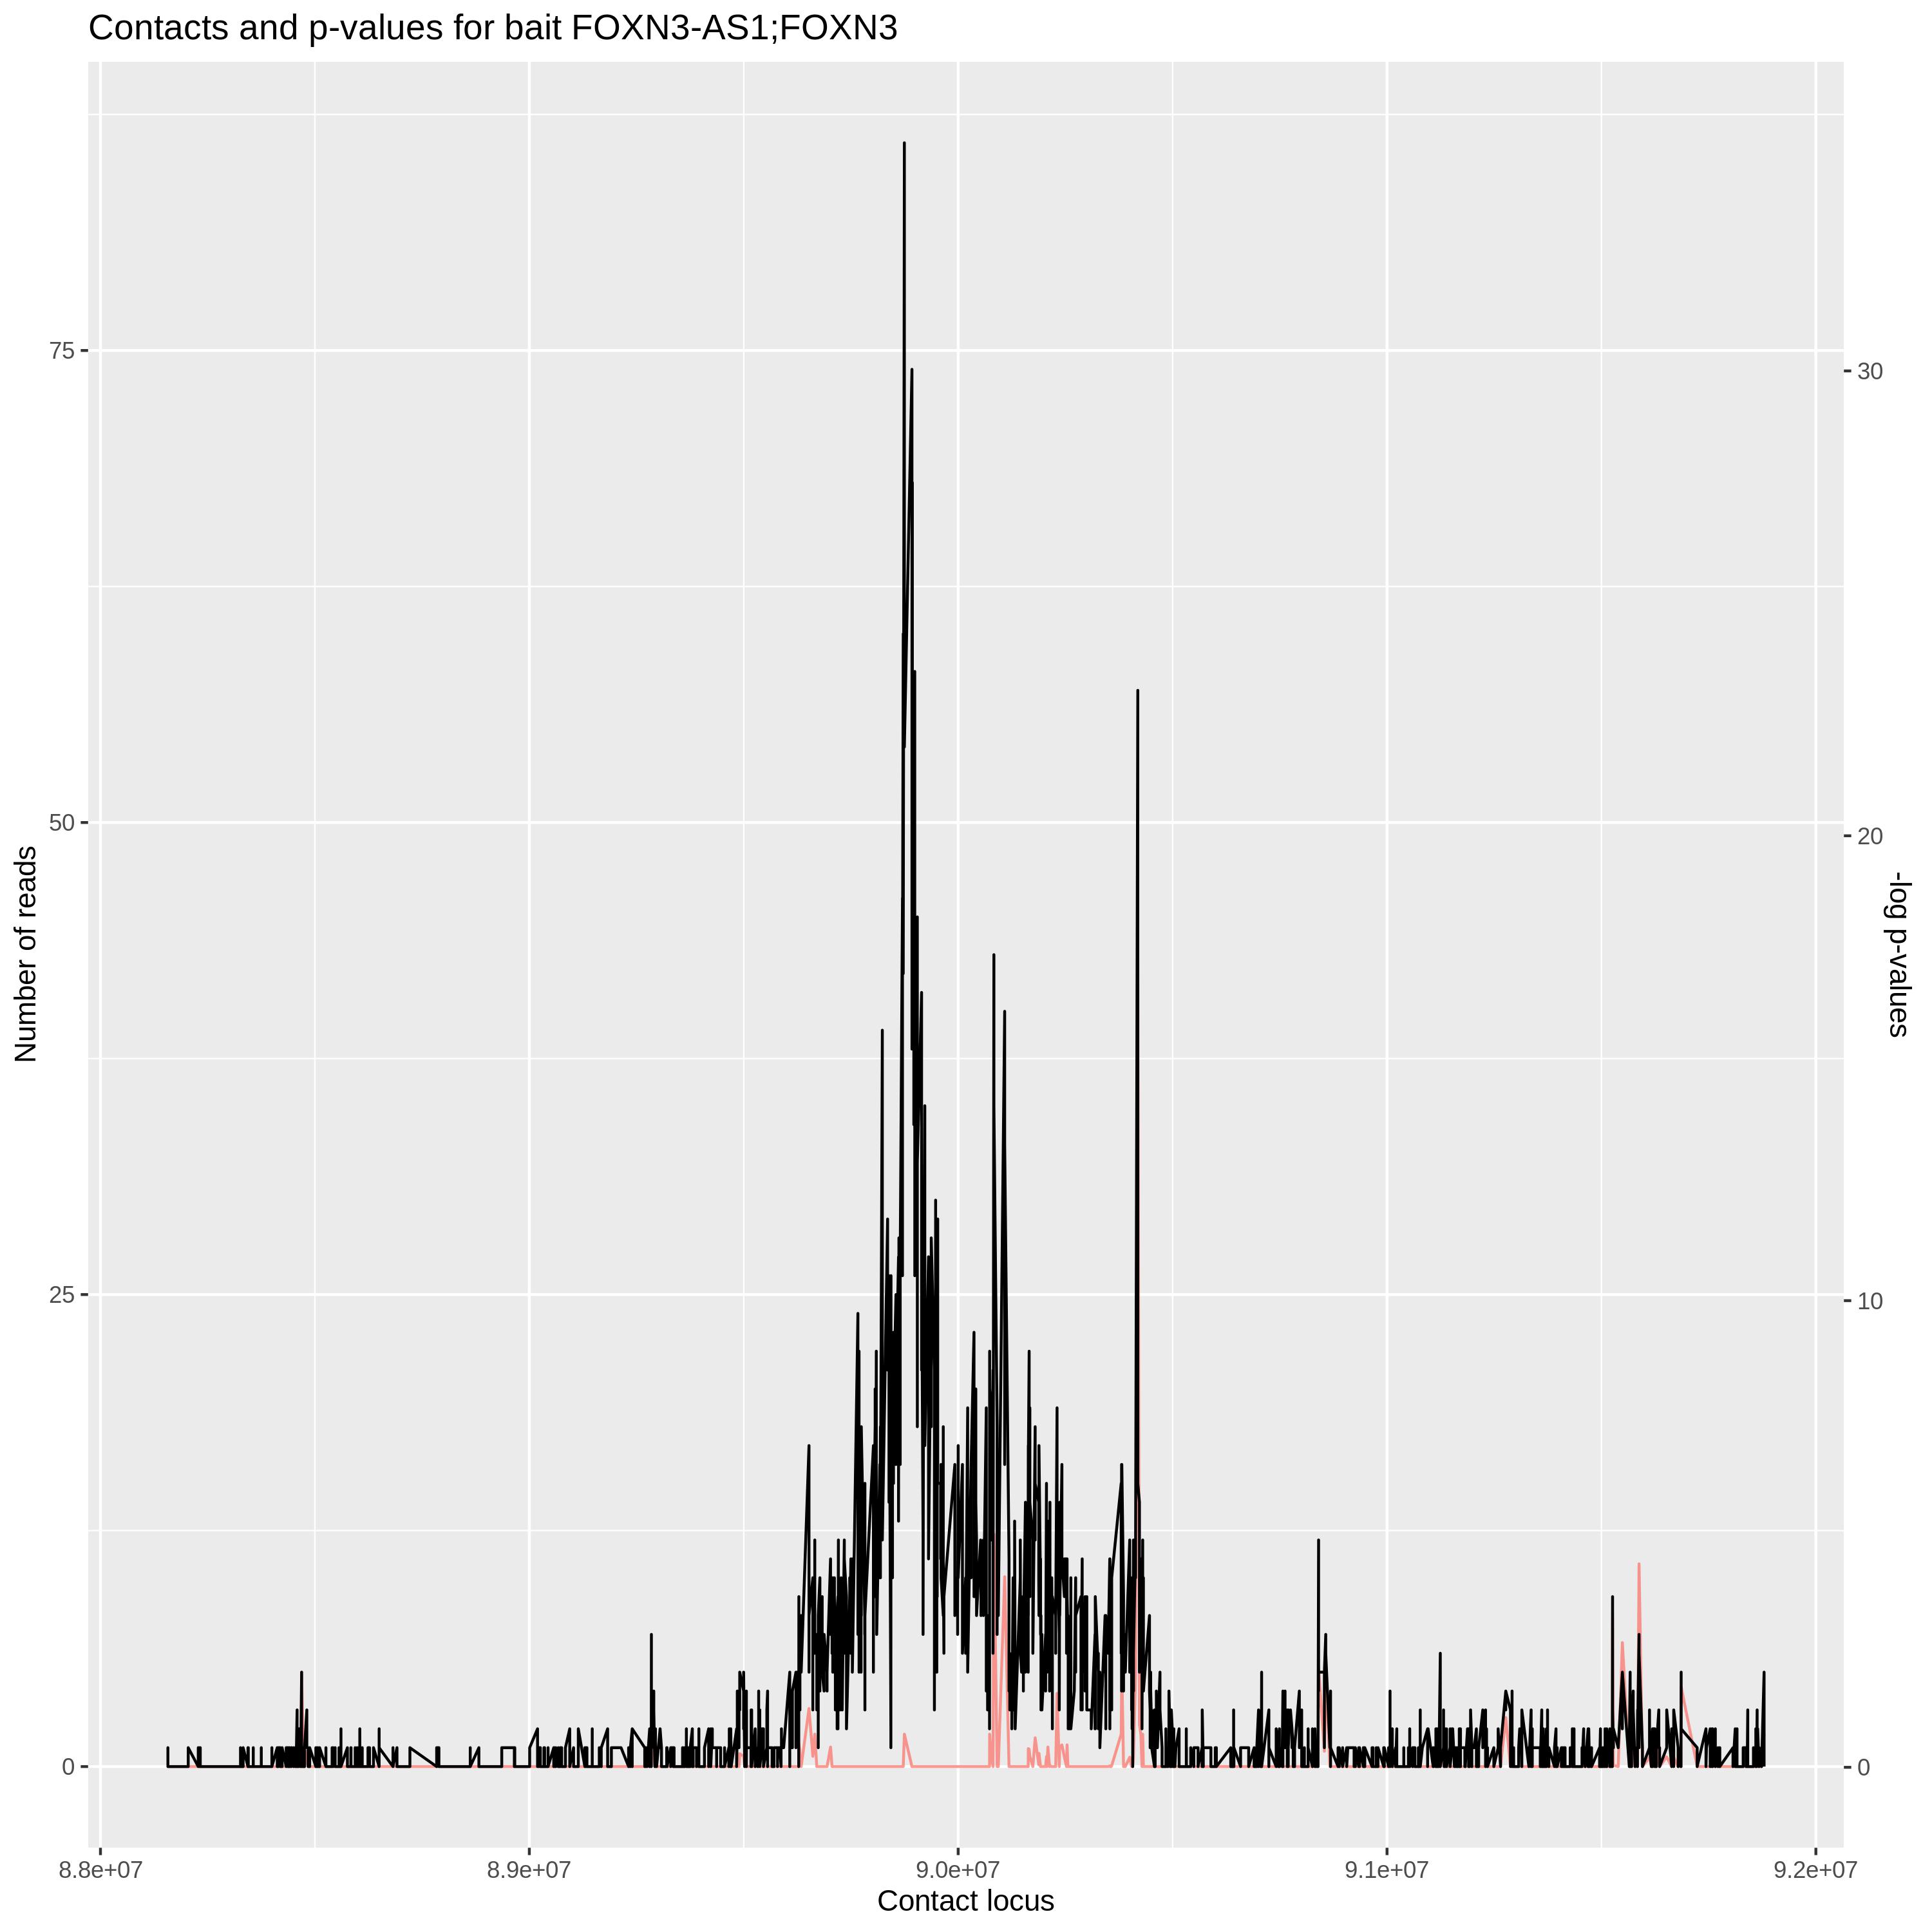 Contacts and p-values for bait FOXN3-AS1;FOXN3
75
50
25
0
30
20
10
0
Number of reads
-log p-values
8.8e+07
8.9e+07
9.0e+07
9.1e+07
9.2e+07
Contact locus